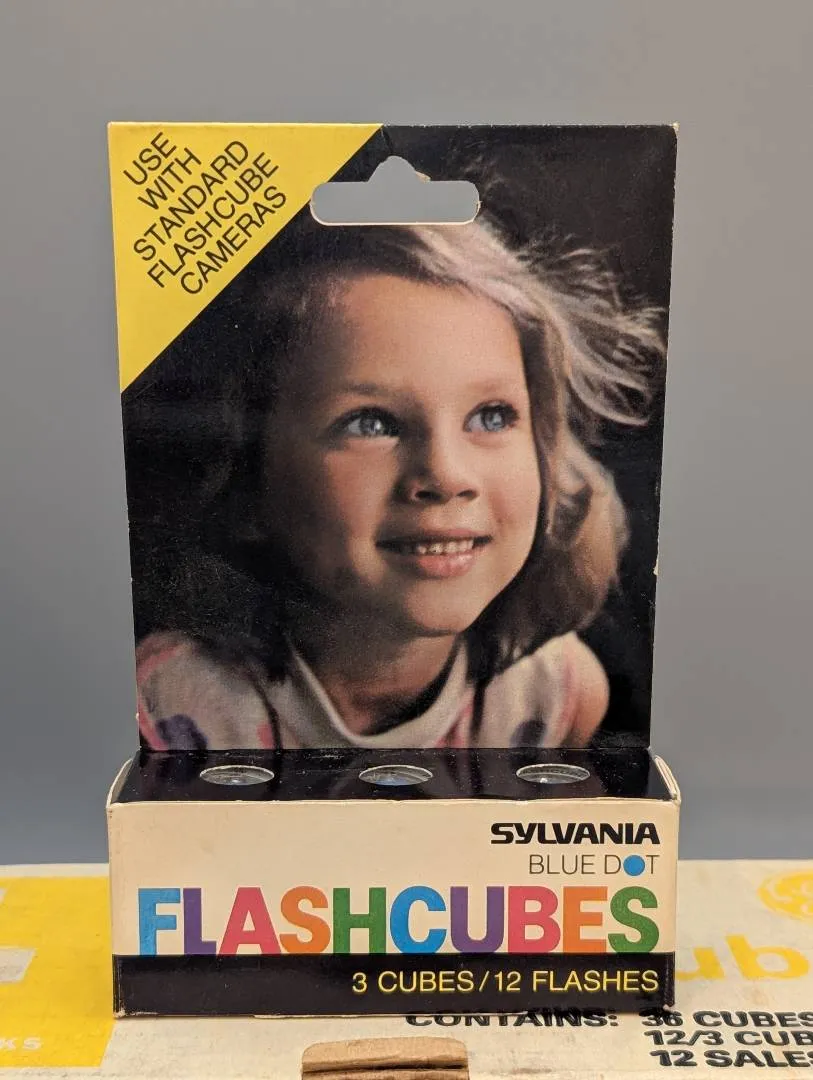 USE
WITH
STANDARD
FLASHCUBE
CAMERAS
SYLVANIA
BLUE DOT
FLASHCUBES
3 CUBES/12 FLASHES
CONTAINS: 36 CUBES
12/3 CUB
12 SALES